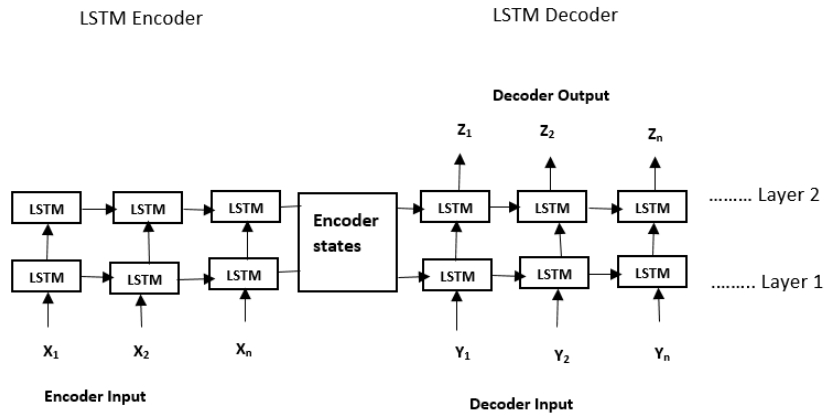 LSTM Encoder
LSTM Decoder
Decoder Output
Z₁ Z₂ Zₙ
LSTM LSTM LSTM Encoder states LSTM LSTM LSTM ......... Layer 2
LSTM LSTM LSTM LSTM LSTM LSTM ......... Layer 1
X₁ X₂ Xₙ Y₁ Y₂ Yₙ
Encoder Input
Decoder Input